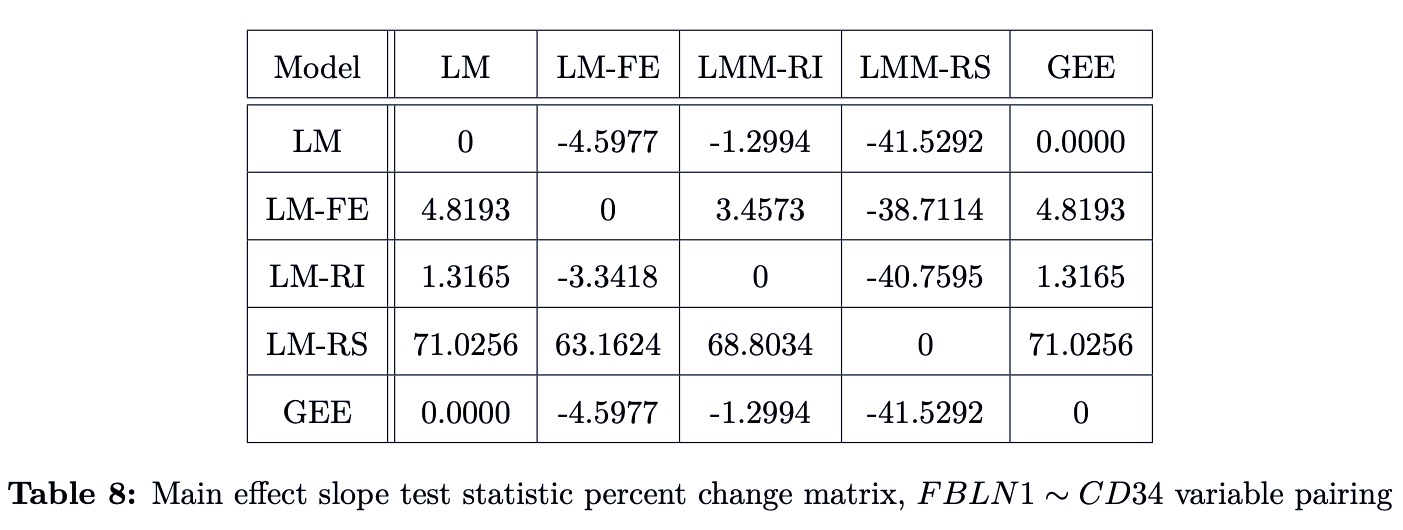 Model LM LM-FE LMM-RI LMM-RS GEE
LM 0 -4.5977 -1.2994 -41.5292 0.0000
LM-FE 4.8193 0 3.4573 -38.7114 4.8193
LM-RI 1.3165 -3.3418 0 -40.7595 1.3165
LM-RS 71.0256 63.1624 68.8034 0 71.0256
GEE 0.0000 -4.5977 -1.2994 -41.5292 0
Table 8: Main effect slope test statistic percent change matrix, FBLN1 ∼ CD34 variable pairing